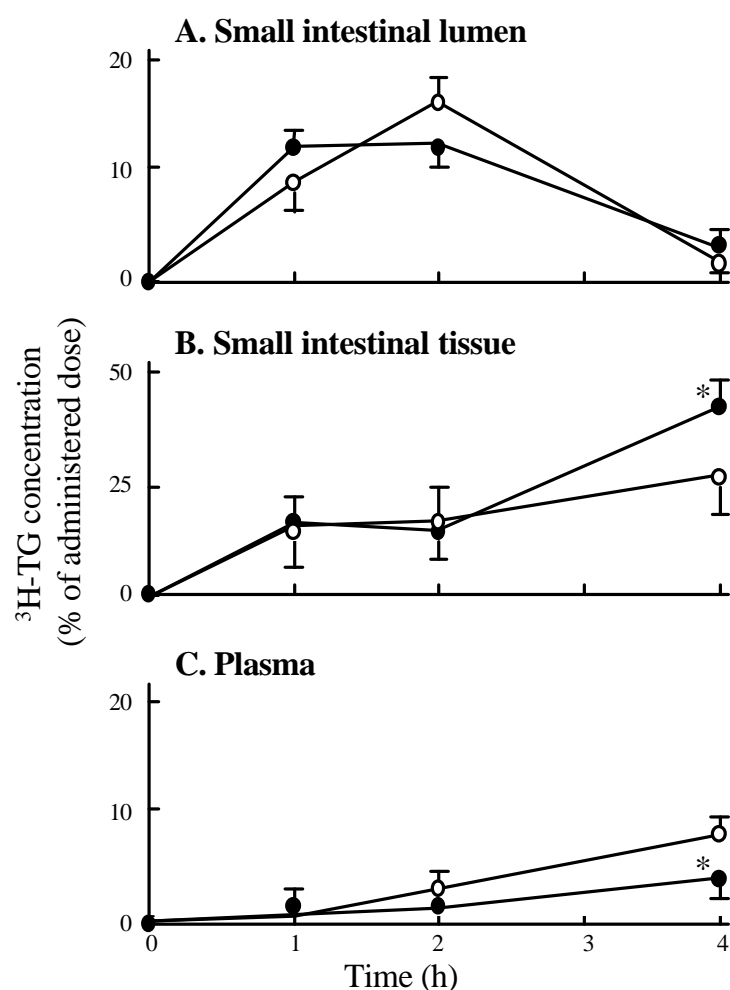 A. Small intestinal lumen
20
10
0
B. Small intestinal tissue
50
*
25
0
³H-TG concentration
(% of administered dose)
C. Plasma
20
10
*
0
0 1 2 3 4
Time (h)